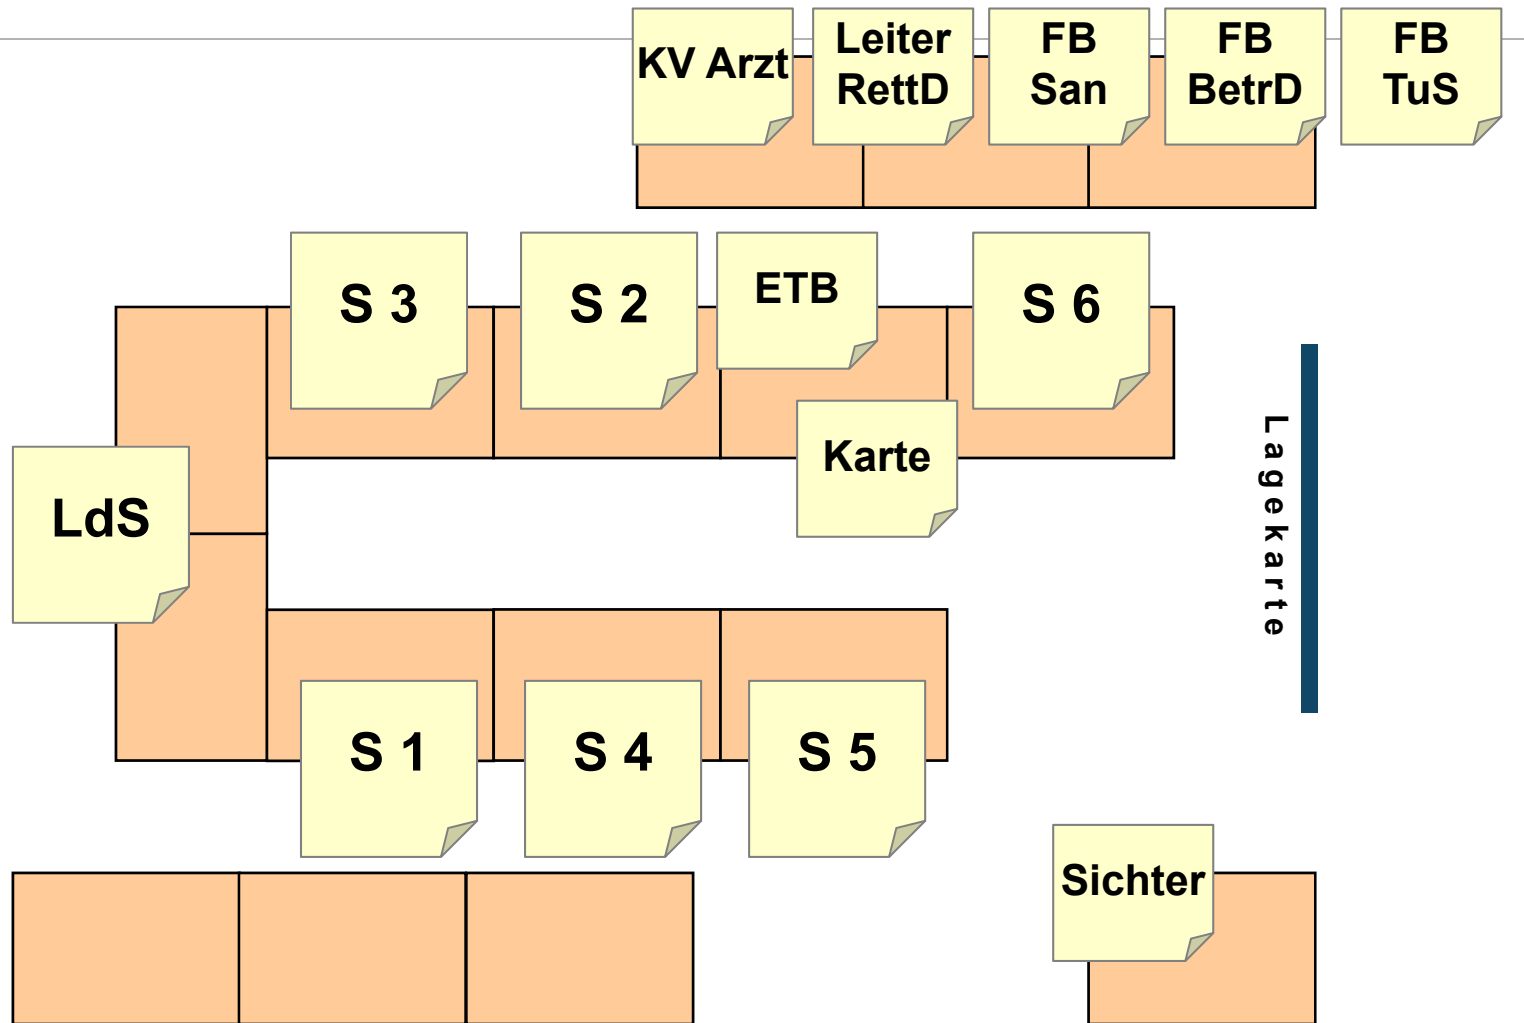 KV Arzt
Leiter
RettD
FB
San
FB
BetrD
FB
TuS
S 3
S 2
ETB
S 6
Karte
Lagekarte
LdS
S 1
S 4
S 5
Sichter